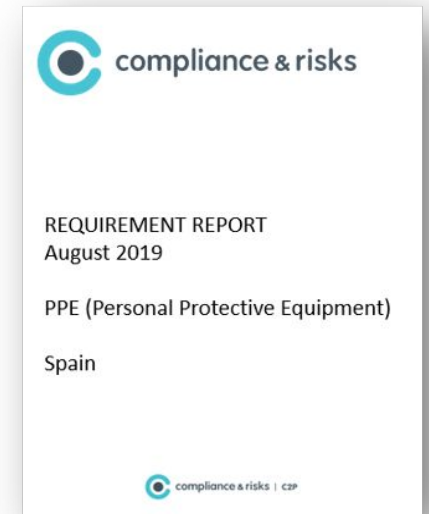 compliance & risks
REQUIREMENT REPORT
August 2019
PPE (Personal Protective Equipment)
Spain
compliance & risks | C2P